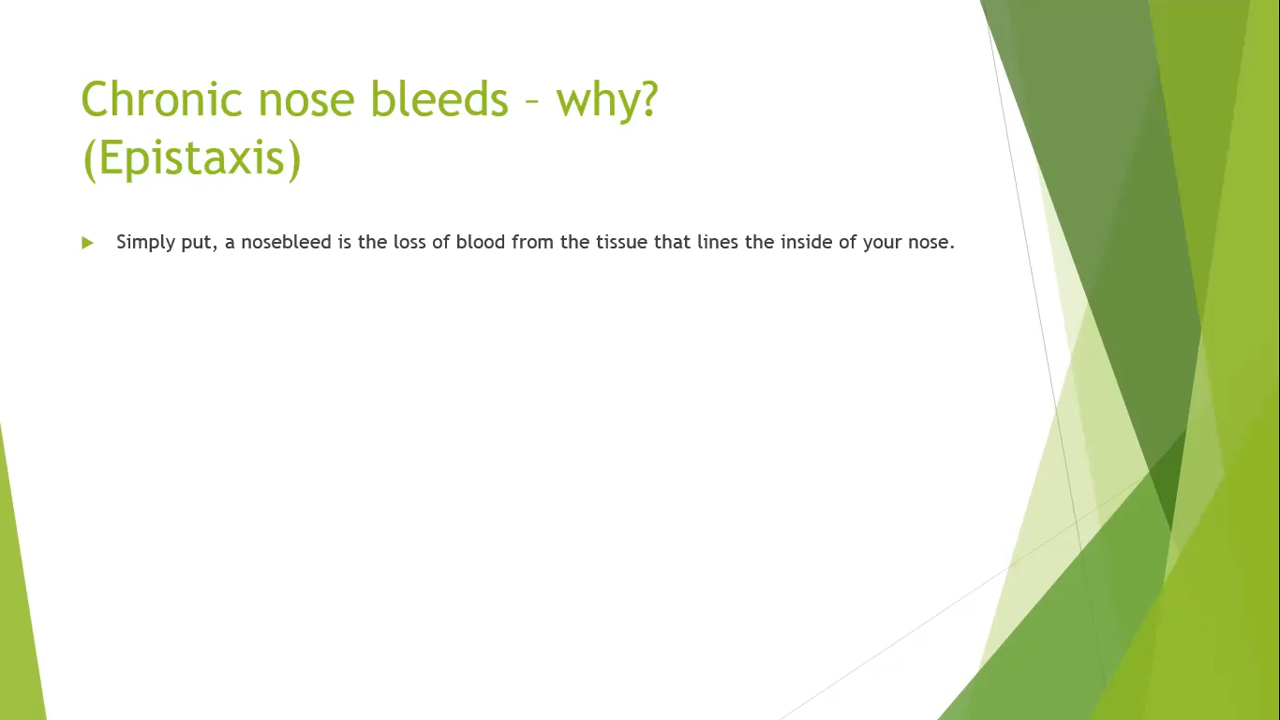 Chronic nose bleeds – why?
(Epistaxis)
Simply put, a nosebleed is the loss of blood from the tissue that lines the inside of your nose.